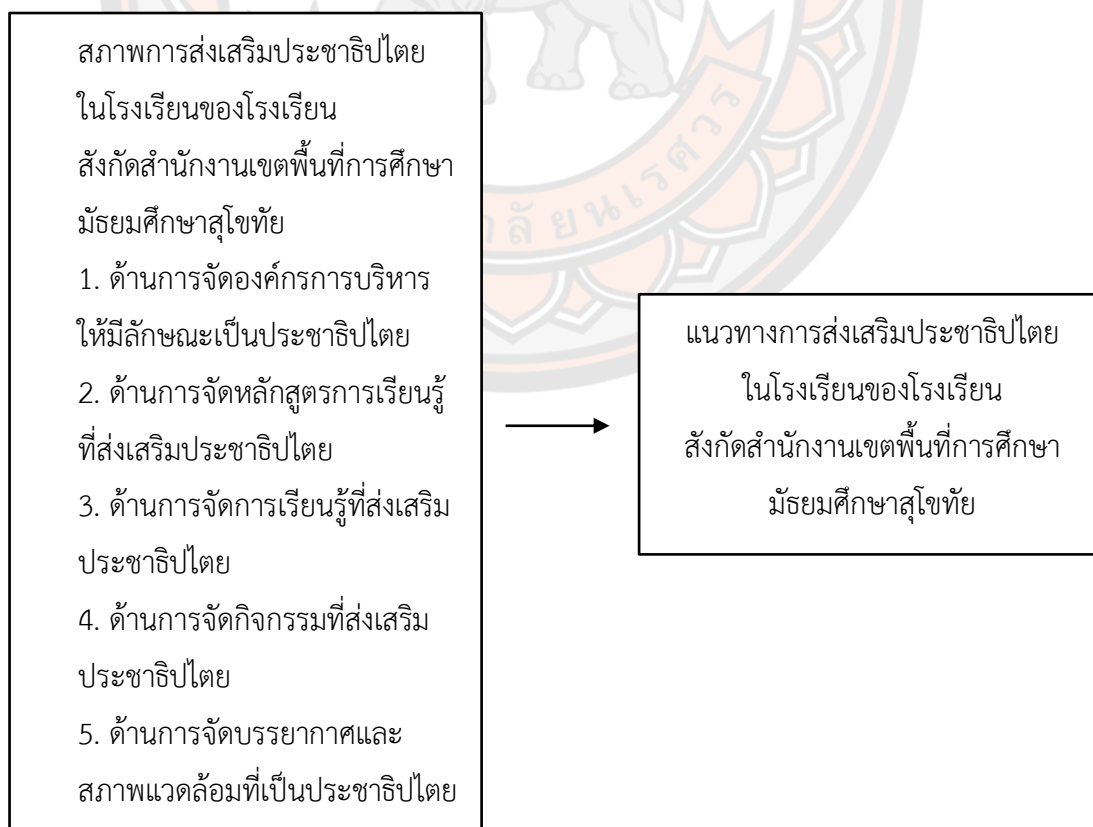 สภาพการส่งเสริมประชาธิปไตย
ในโรงเรียนของโรงเรียน
สังกัดสำนักงานเขตพื้นที่การศึกษา
มัธยมศึกษาสุโขทัย
1. ด้านการจัดองค์กรการบริหาร
ให้มีลักษณะเป็นประชาธิปไตย
2. ด้านการจัดหลักสูตรการเรียนรู้
ที่ส่งเสริมประชาธิปไตย
3. ด้านการจัดการเรียนรู้ที่ส่งเสริม
ประชาธิปไตย
4. ด้านการจัดกิจกรรมที่ส่งเสริม
ประชาธิปไตย
5. ด้านการจัดบรรยากาศและ
สภาพแวดล้อมที่เป็นประชาธิปไตย
แนวทางการส่งเสริมประชาธิปไตย
ในโรงเรียนของโรงเรียน
สังกัดสำนักงานเขตพื้นที่การศึกษา
มัธยมศึกษาสุโขทัย